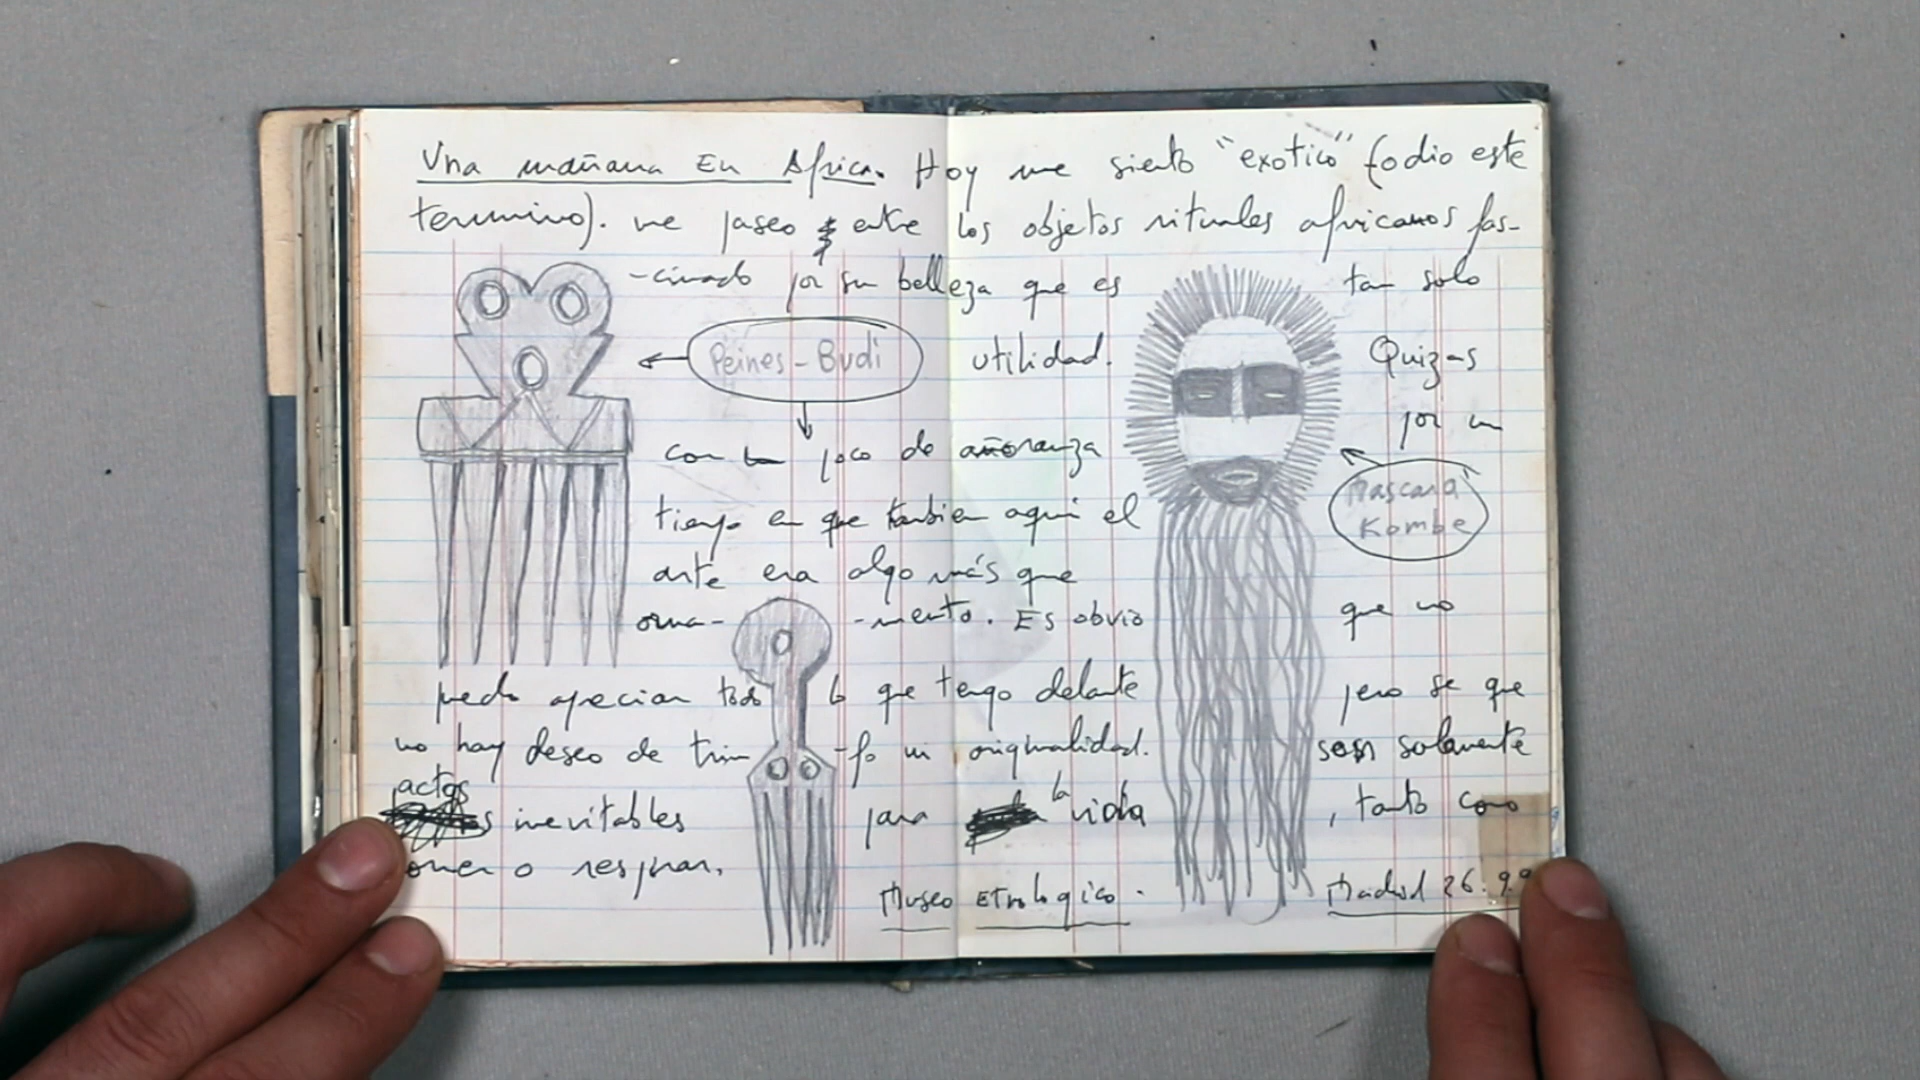 Una mañana En Africa. Hoy me siento "exotico" (odio este
termino). me paseo entre los objetos rituales africanos fas-
-cinado por su belleza que es tan solo
Peines - Budi
utilidad. Quizas
por un
con poco de añoranza
Mascara
Kombe
tiempo en que tambien aqui el
arte era algo más que
orna- -mento. Es obvio que no
puedo apreciar todo lo que tengo delante pero se que
no hay deseo de triun -fo ni originalidad. son solamente
actos
inevitables para la vida, tanto como
comer o respirar.
Museo Etnologico. Madrid 26.9.9